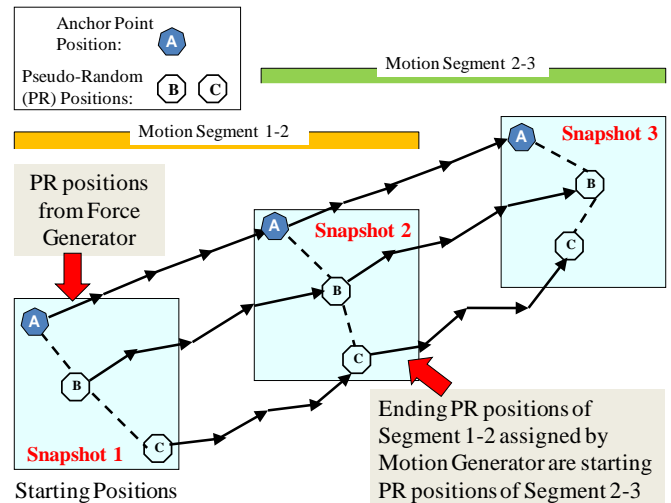 Anchor Point
Position:
A
Pseudo-Random
(PR) Positions:
B C
Motion Segment 2-3
Motion Segment 1-2
A
Snapshot 3
B
C
PR positions
from Force
Generator
A
Snapshot 2
B
C
A
B
Snapshot 1
C
Starting Positions
Ending PR positions of
Segment 1-2 assigned by
Motion Generator are starting
PR positions of Segment 2-3